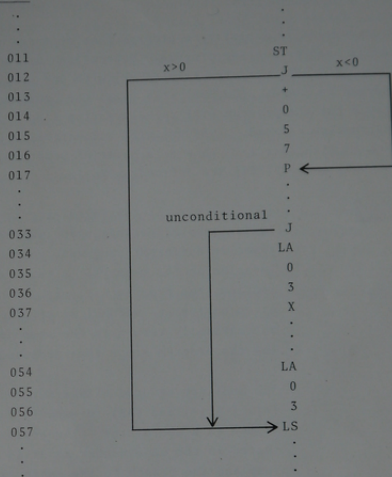 ST
011
x>0 J x<0
012
013 +
014 0
015 5
016 7
017 P
unconditional
033 J
034 LA
035 0
036 3
037 X
054 LA
055 0
056 3
057 LS